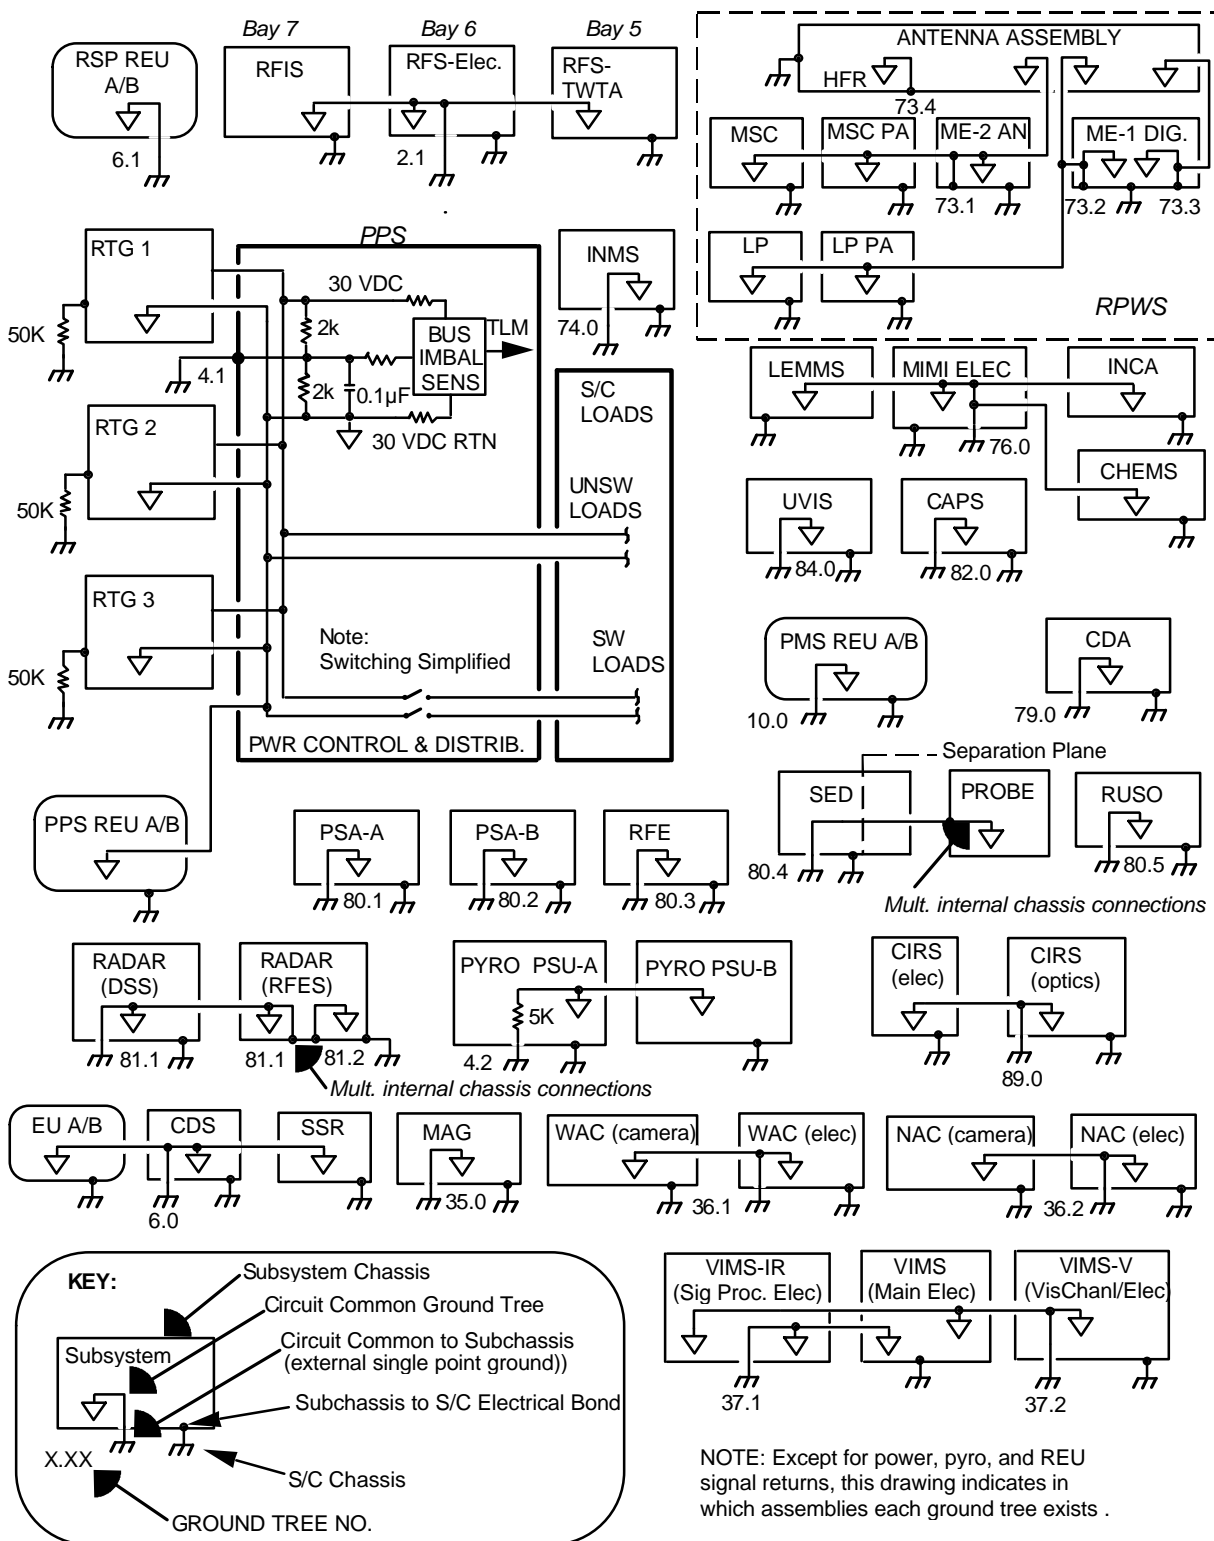 Bay 7
Bay 6
Bay 5
RSP REU
A/B
6.1
RFIS
RFS-Elec.
2.1
RFS-
TWTA
ANTENNA ASSEMBLY
HFR
73.4
MSC
MSC PA
ME-2 AN
73.1
ME-1 DIG.
73.2
73.3
LP
LP PA
RPWS
PPS
RTG 1
50K
4.1
RTG 2
50K
RTG 3
50K
30 VDC
2k
2k
0.1µF
BUS
IMBAL
SENS
TLM
30 VDC RTN
Note:
Switching Simplified
PWR CONTROL & DISTRIB.
INMS
74.0
S/C
LOADS
UNSW
LOADS
SW
LOADS
LEMMS
MIMI ELEC
76.0
INCA
CHEMS
UVIS
84.0
CAPS
82.0
PMS REU A/B
10.0
CDA
79.0
Separation Plane
SED
80.4
PROBE
RUSO
80.5
Mult. internal chassis connections
PPS REU A/B
PSA-A
80.1
PSA-B
80.2
RFE
80.3
RADAR
(DSS)
81.1
RADAR
(RFES)
81.1
81.2
Mult. internal chassis connections
PYRO PSU-A
5K
4.2
PYRO PSU-B
CIRS
(elec)
CIRS
(optics)
89.0
EU A/B
CDS
6.0
SSR
MAG
35.0
WAC (camera)
WAC (elec)
36.1
NAC (camera)
NAC (elec)
36.2
KEY:
Subsystem Chassis
Circuit Common Ground Tree
Circuit Common to Subchassis
(external single point ground))
Subsystem
Subchassis to S/C Electrical Bond
X.XX
S/C Chassis
GROUND TREE NO.
VIMS-IR
(Sig Proc. Elec)
VIMS
(Main Elec)
VIMS-V
(VisChanl/Elec)
37.1
37.2
NOTE: Except for power, pyro, and REU
signal returns, this drawing indicates in
which assemblies each ground tree exists .